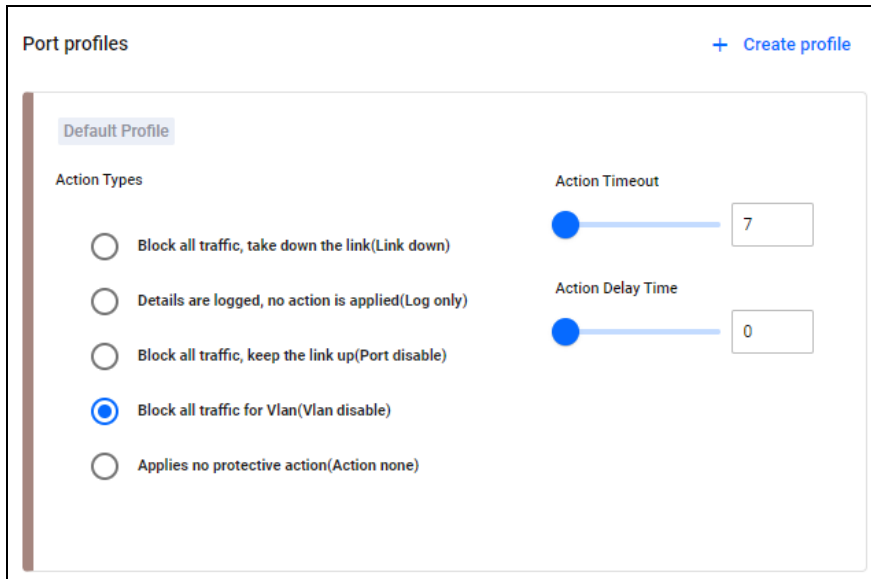 Port profiles
+ Create profile
Default Profile
Action Types
Action Timeout
Block all traffic, take down the link(Link down)
7
Details are logged, no action is applied(Log only)
Action Delay Time
Block all traffic, keep the link up(Port disable)
0
Block all traffic for Vlan(Vlan disable)
Applies no protective action(Action none)